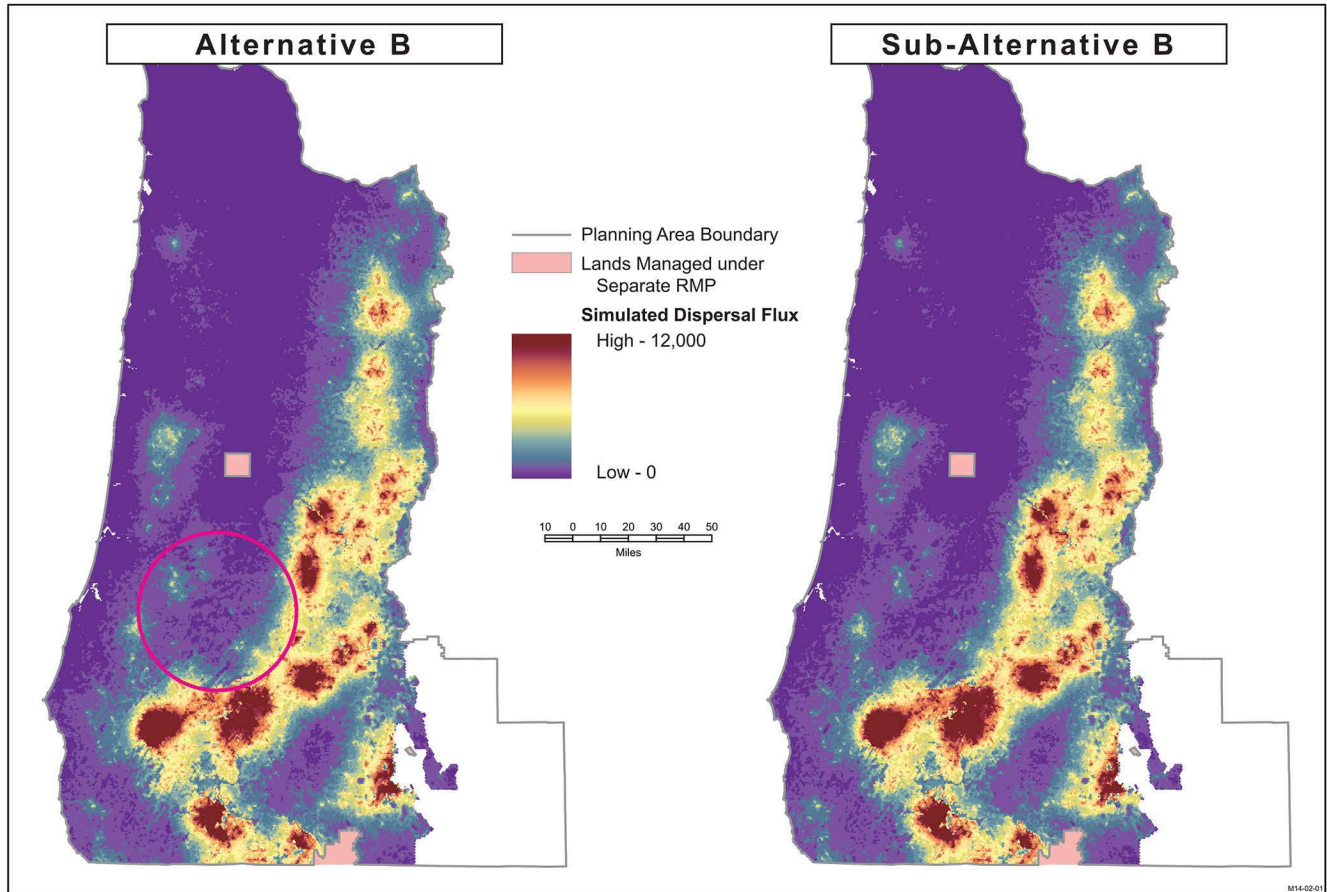 Alternative B
Sub-Alternative B
Planning Area Boundary
Lands Managed under
Separate RMP
Simulated Dispersal Flux
High - 12,000
Low - 0
10 0 10 20 30 40 50
Miles
M14-02-01